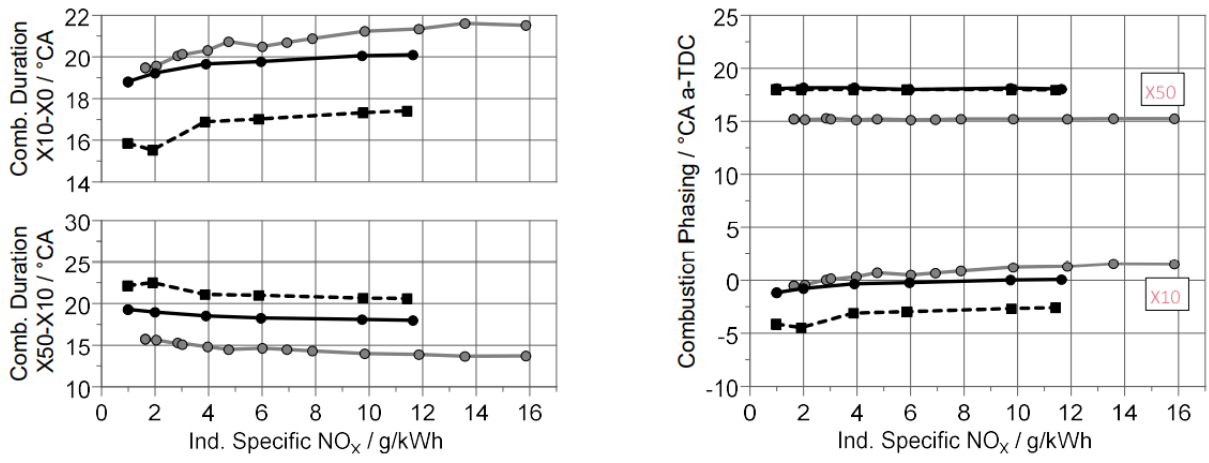 Comb. Duration
X10-X0 / °CA
22
20
18
16
14
Comb. Duration
X50-X10 / °CA
30
25
20
15
10
0 2 4 6 8 10 12 14 16
Ind. Specific NOX / g/kWh
Combustion Phasing / °CA a-TDC
25
20
15
10
5
0
-5
-10
X50
X10
0 2 4 6 8 10 12 14 16
Ind. Specific NOX / g/kWh